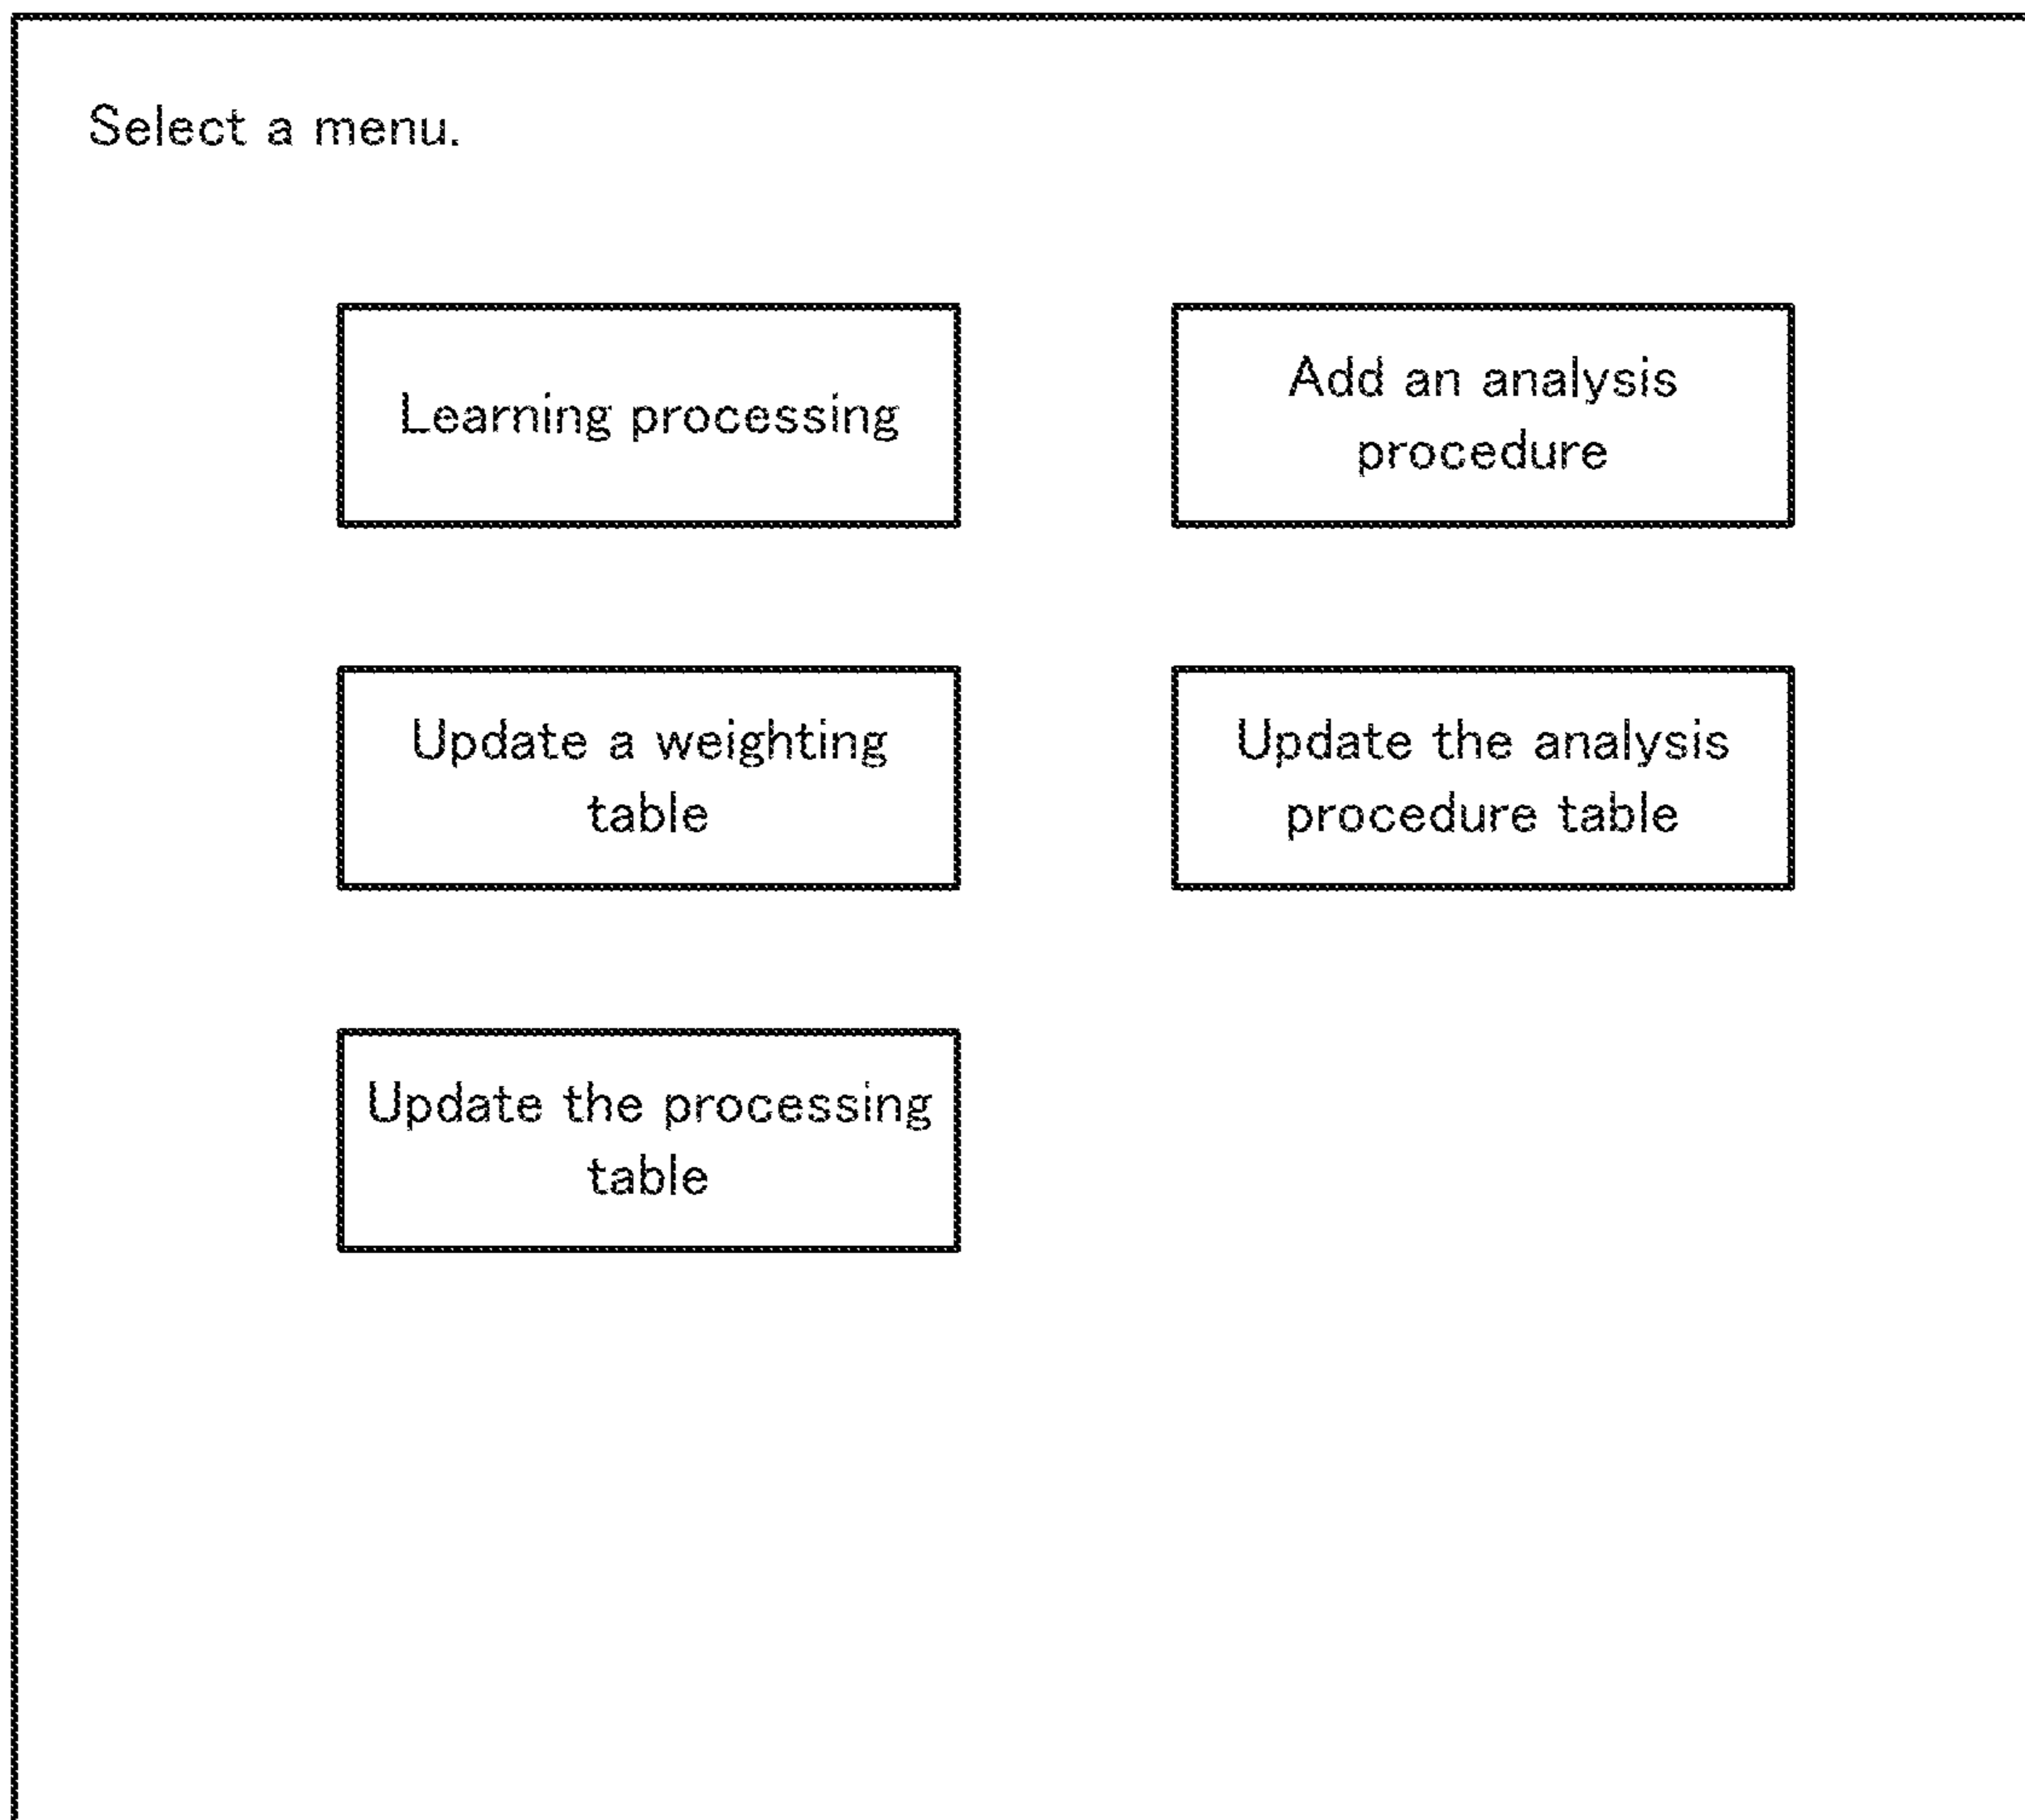 Select a menu.
Learning processing
Add an analysis
procedure
Update a weighting
table
Update the analysis
procedure table
Update the processing
table